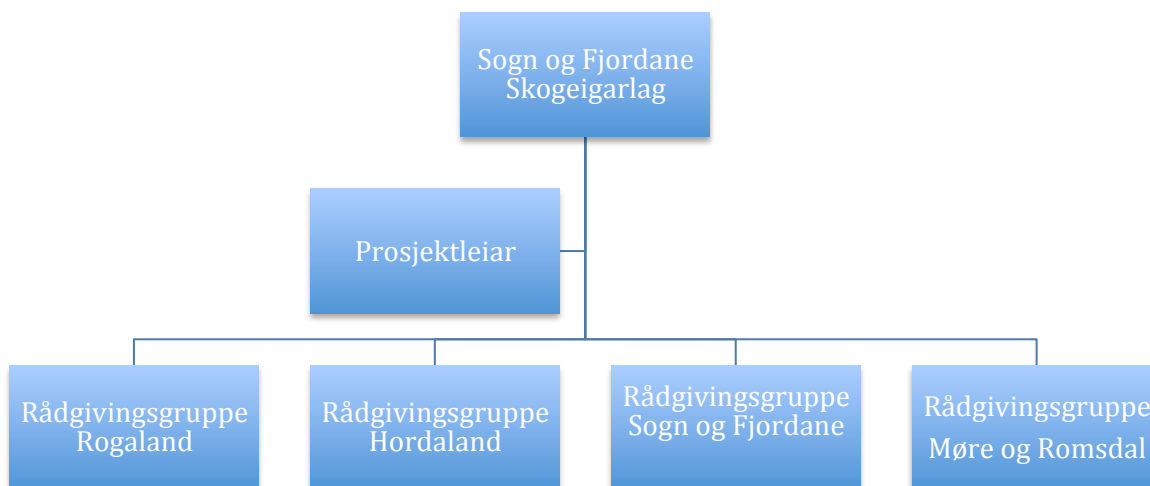 Sogn og Fjordane
Skogeigarlag
Prosjektleiar
Rådgivingsgruppe
Rogaland
Rådgivingsgruppe
Hordaland
Rådgivingsgruppe
Sogn og Fjordane
Rådgivingsgruppe
Møre og Romsdal